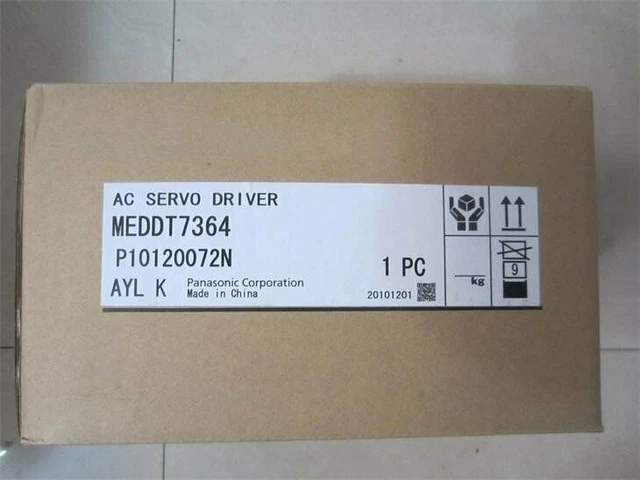 AC SERVO DRIVER
MEDDT7364
P10120072N
1 PC
AYL K
Panasonic Corporation
Made in China
20101201
kg
9